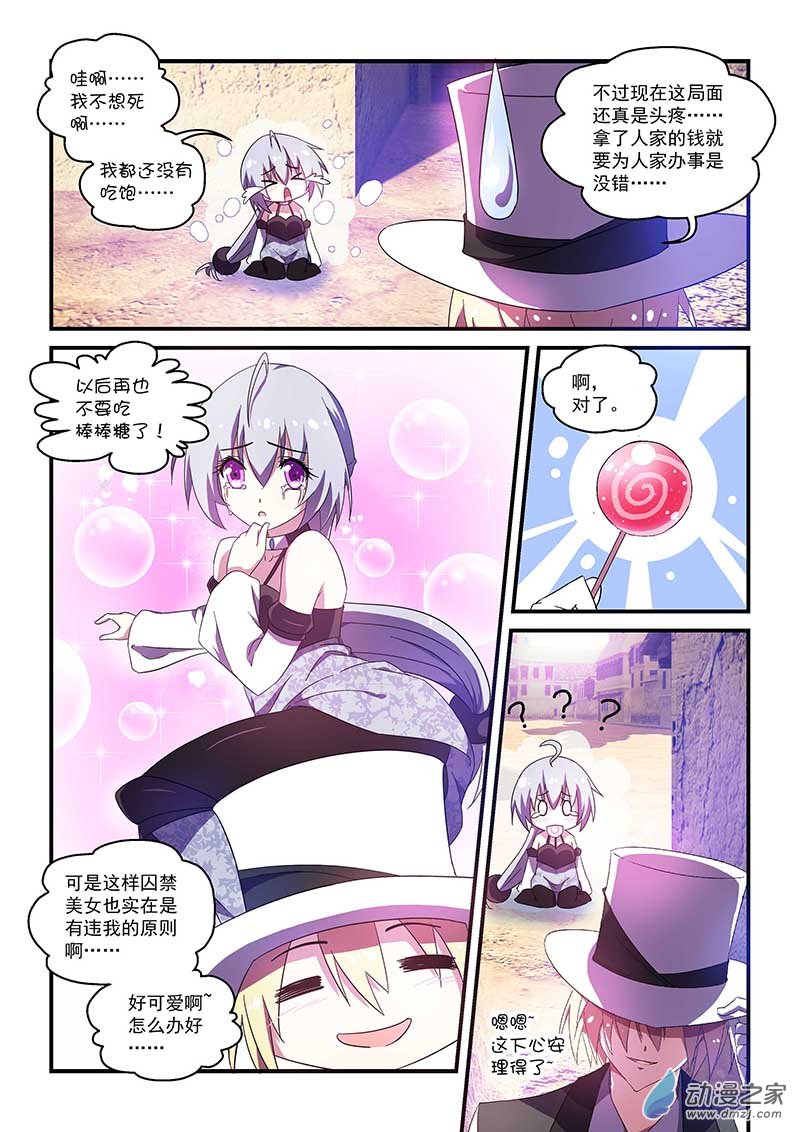 哇啊……
我不想死
啊……
我都还没有
吃饱……
不过现在这局面
还真是头疼……
拿了人家的钱就
要为人家办事是
没错……
以后再也
不要吃
棒棒糖了！
可是这样囚禁
美女也实在是
有违我的原则
啊……
好可爱啊~
怎么办好
……
啊，
对了。
？？？
嗯嗯~
这下心安
理得了~
动漫之家
www.dmzj.com